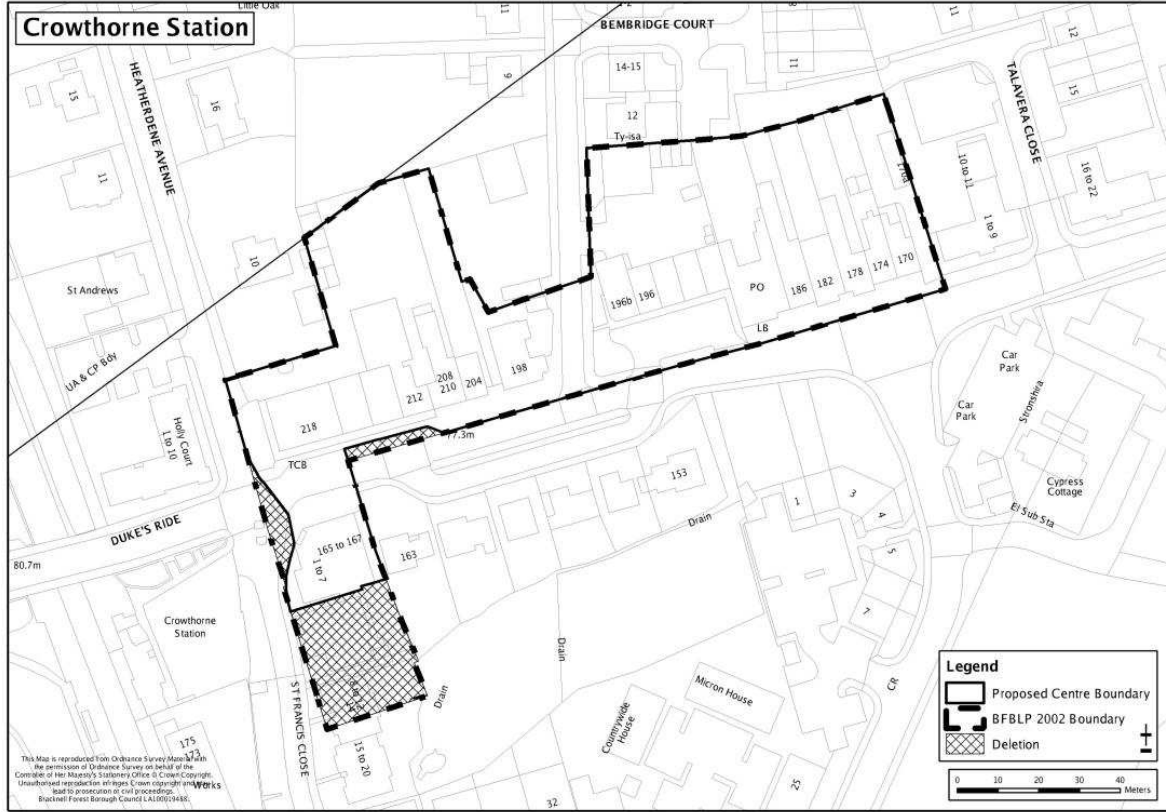 Crowthorne Station
Little Oak
11
BEMBRIDGE COURT
11
12
15
HEATHERDENE AVENUE
16
9
14-15
11
12
TALAVERA CLOSE
15
Ty-isa
11
170a
10 to 11
16 to 22
1 to 9
10
St Andrews
196b
196
PO
186
182
178
174
170
LB
UA & CP Bdy
208
210
204
198
212
218
Car
Park
Car
Park
Stronshira
Holly Court
1 to 10
77.3m
TCB
153
Cypress
Cottage
El Sub Sta
DUKE'S RIDE
80.7m
165 to 167
1 to 7
163
Drain
1
3
4
5
7
Crowthorne
Station
Drain
Drain
ST FRANCIS CLOSE
15 to 20
Micron House
Countrywide
House
CR
175
173
Works
32
25
Legend
Proposed Centre Boundary
BFBLP 2002 Boundary
Deletion
0 10 20 30 40
Meters
This Map is reproduced from Ordnance Survey Material with
the permission of Ordnance Survey on behalf of the
Controller of Her Majesty's Stationery Office © Crown Copyright.
Unauthorised reproduction infringes Crown copyright and may
lead to prosecution or civil proceedings.
Bracknell Forest Borough Council LA100019488.